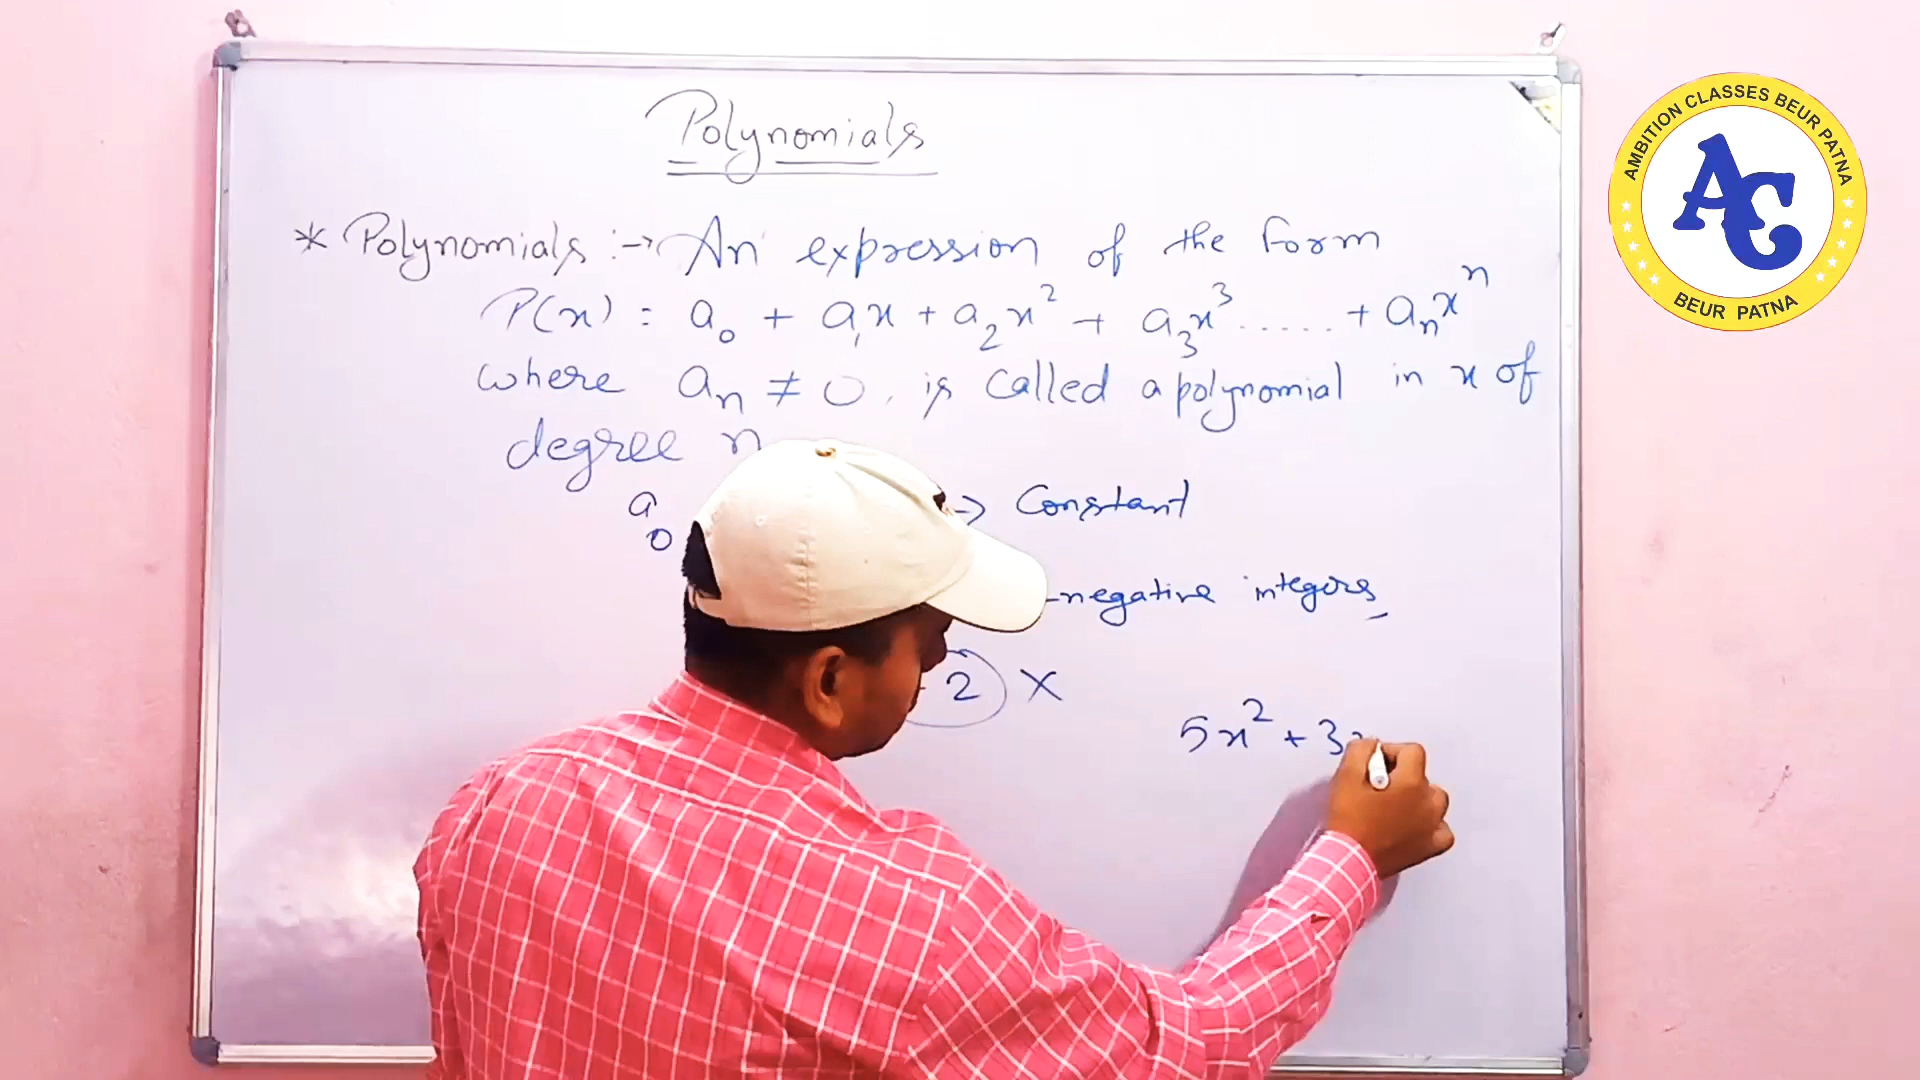 Polynomials
* Polynomials :→ An expression of the form
P(x) = a₀ + a₁x + a₂x² + a₃x³ ...... + aₙxⁿ
where aₙ ≠ 0, is called a polynomial in x of
degree n
a₀ → Constant
-negative integers
2 ×
5x² + 3x
AMBITION CLASSES BEUR PATNA
AC
BEUR PATNA